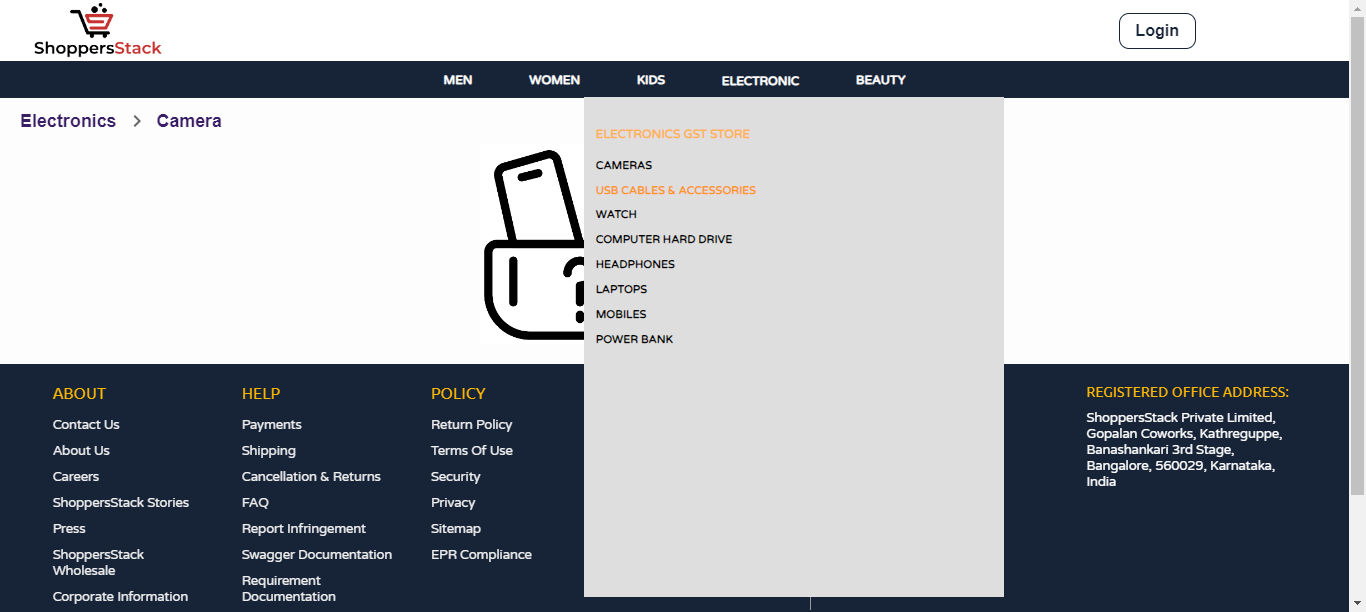 ShoppersStack
Login
MEN
WOMEN
KIDS
ELECTRONIC
BEAUTY
Electronics > Camera
ELECTRONICS GST STORE
CAMERAS
USB CABLES & ACCESSORIES
WATCH
COMPUTER HARD DRIVE
HEADPHONES
LAPTOPS
MOBILES
POWER BANK
?
ABOUT
Contact Us
About Us
Careers
ShoppersStack Stories
Press
ShoppersStack
Wholesale
Corporate Information
HELP
Payments
Shipping
Cancellation & Returns
FAQ
Report Infringement
Swagger Documentation
Requirement
Documentation
POLICY
Return Policy
Terms Of Use
Security
Privacy
Sitemap
EPR Compliance
REGISTERED OFFICE ADDRESS:
ShoppersStack Private Limited,
Gopalan Coworks, Kathreguppe,
Banashankari 3rd Stage,
Bangalore, 560029, Karnataka,
India